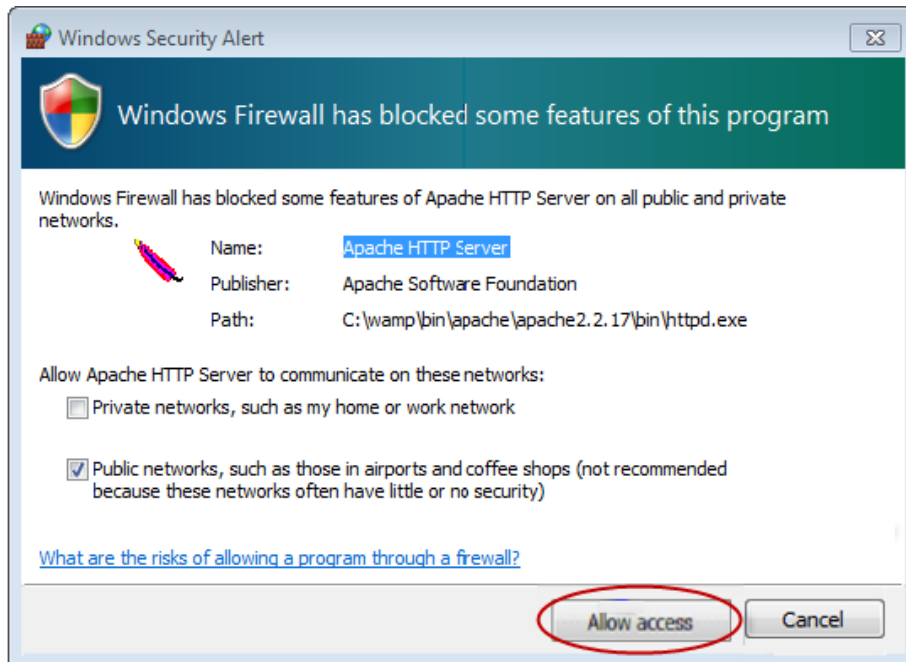 Windows Security Alert
Windows Firewall has blocked some features of this program
Windows Firewall has blocked some features of Apache HTTP Server on all public and private
networks.
Name: Apache HTTP Server
Publisher: Apache Software Foundation
Path: C:\wamp\bin\apache\apache2.2.17\bin\httpd.exe
Allow Apache HTTP Server to communicate on these networks:
Private networks, such as my home or work network
Public networks, such as those in airports and coffee shops (not recommended
because these networks often have little or no security)
What are the risks of allowing a program through a firewall?
Allow access Cancel